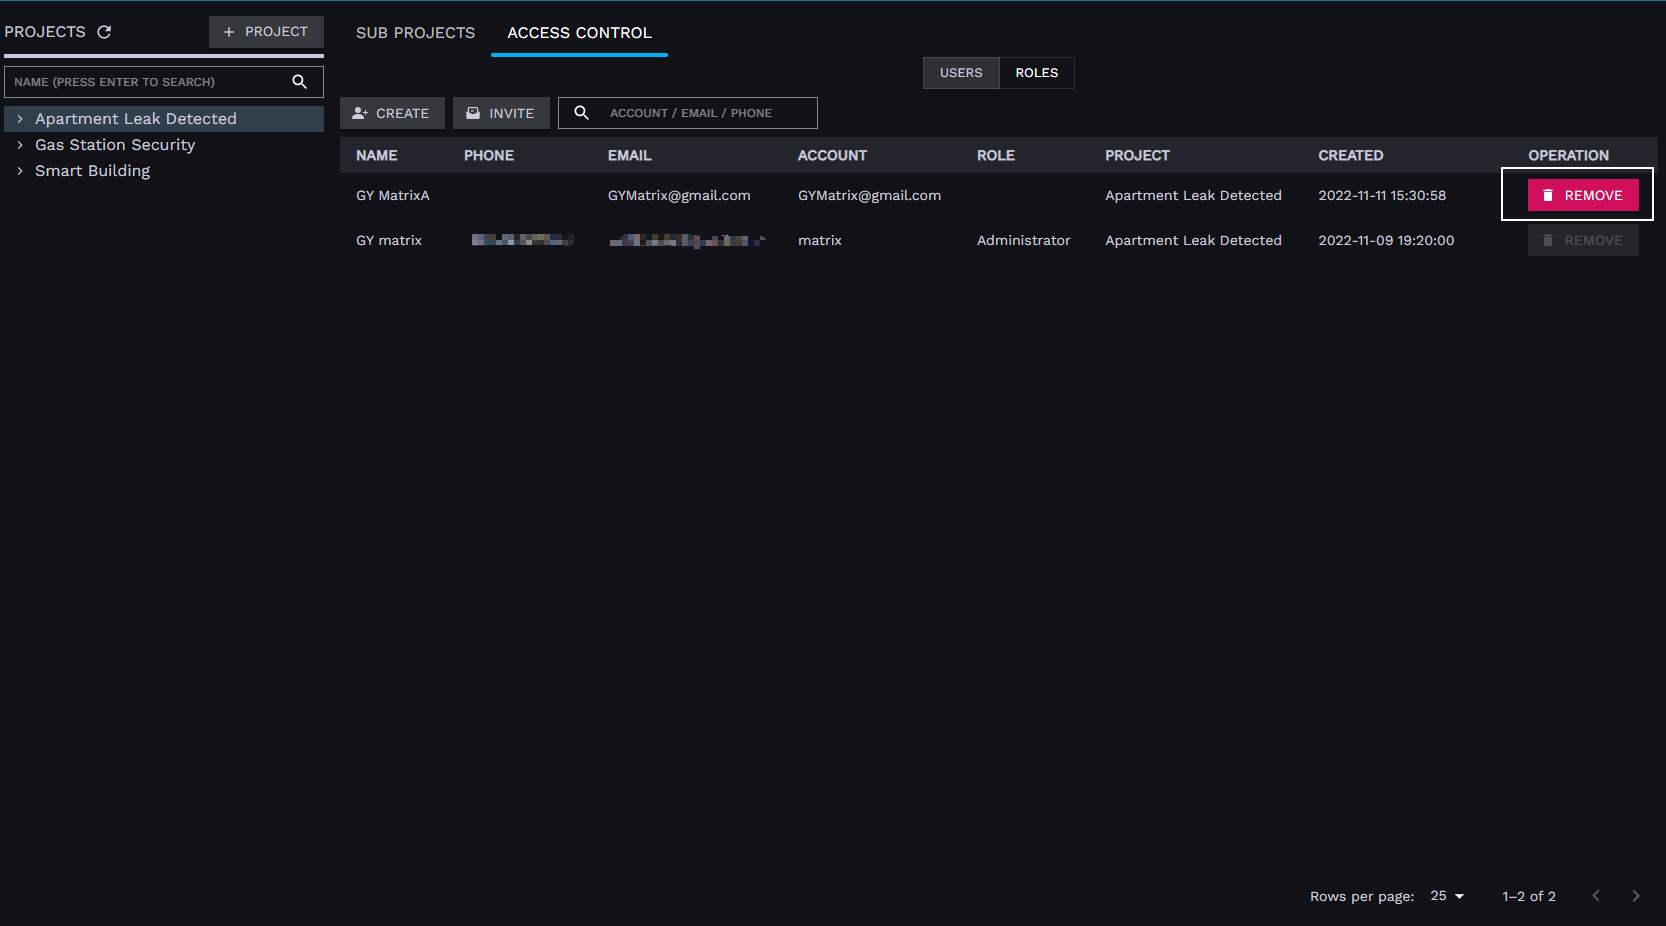 PROJECTS
+ PROJECT
NAME (PRESS ENTER TO SEARCH)
Apartment Leak Detected
Gas Station Security
Smart Building
SUB PROJECTS ACCESS CONTROL
USERS ROLES
CREATE INVITE ACCOUNT / EMAIL / PHONE
NAME PHONE EMAIL ACCOUNT ROLE PROJECT CREATED OPERATION
GY MatrixA GYMatrix@gmail.com GYMatrix@gmail.com Apartment Leak Detected 2022-11-11 15:30:58 REMOVE
GY matrix matrix Administrator Apartment Leak Detected 2022-11-09 19:20:00 REMOVE
Rows per page: 25 1–2 of 2